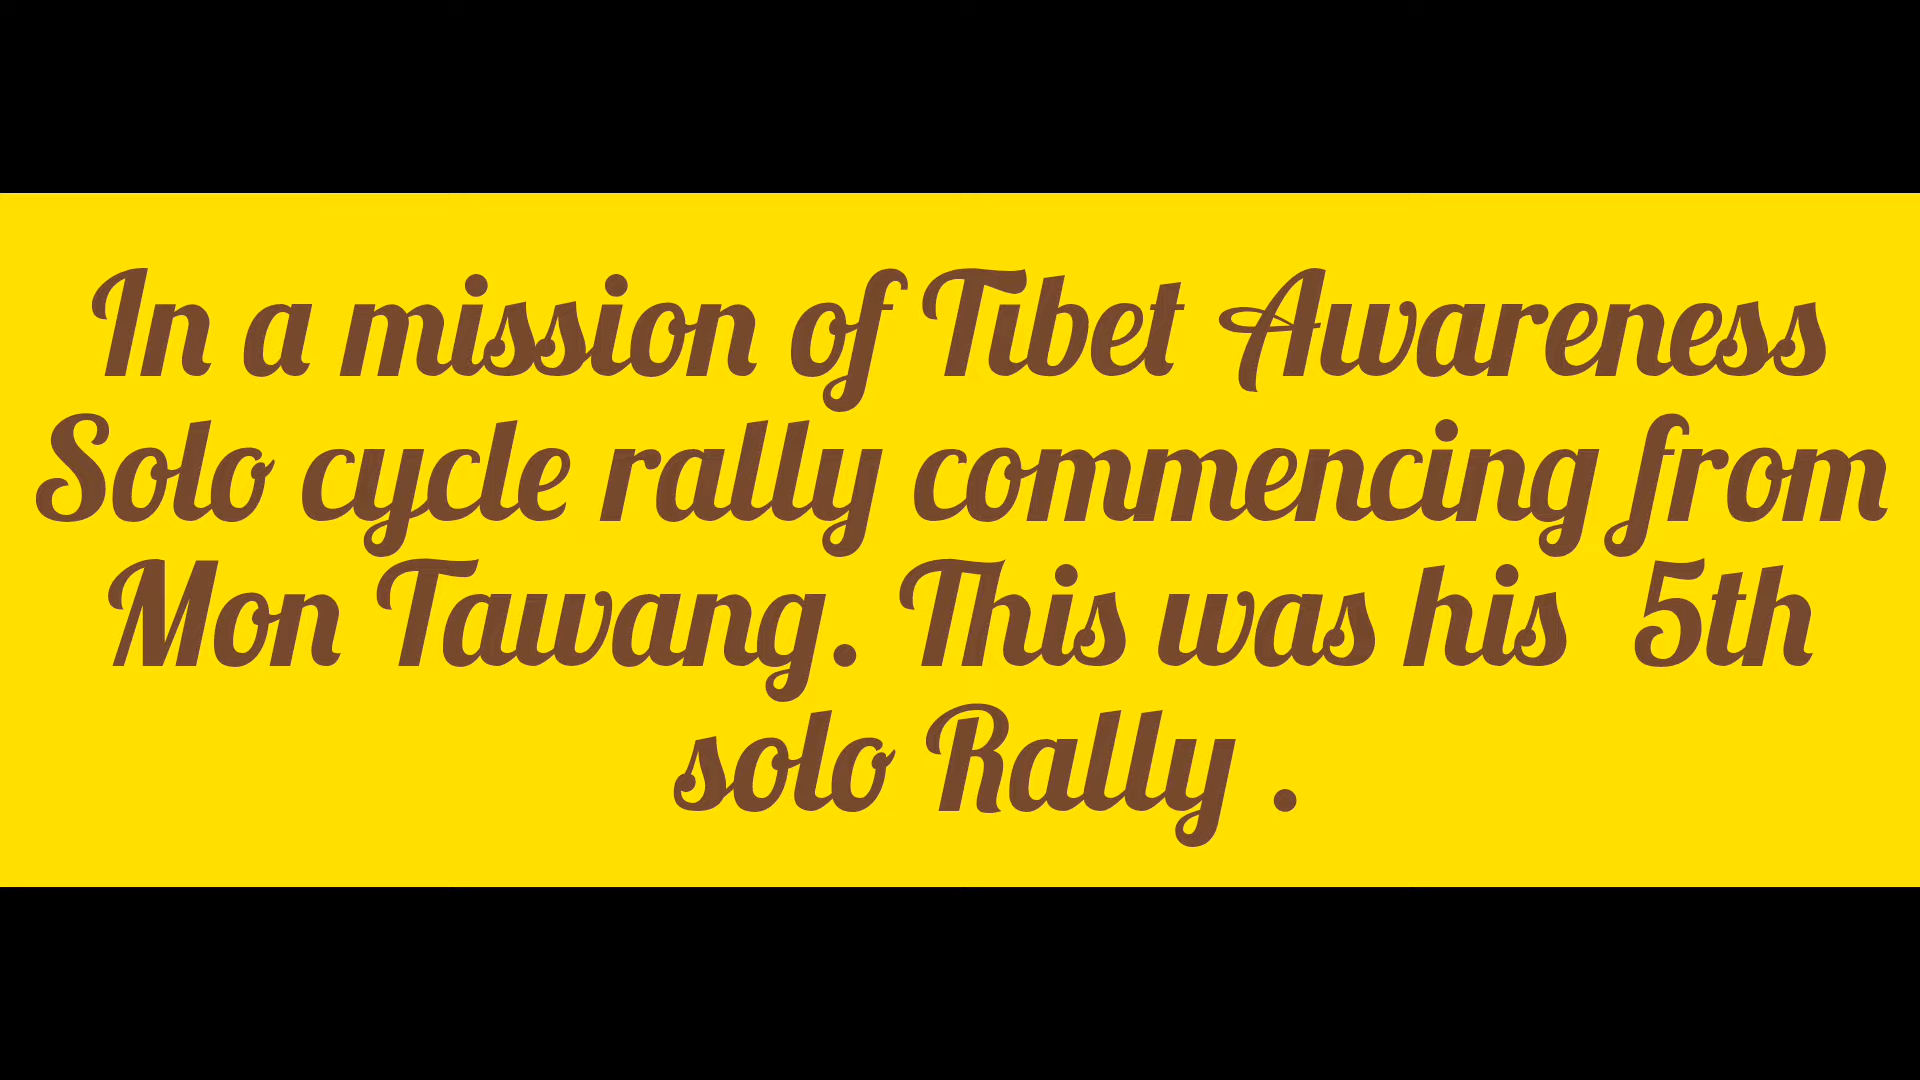 In a mission of Tibet Awareness
Solo cycle rally commencing from
Mon Tawang. This was his  5th
solo Rally .